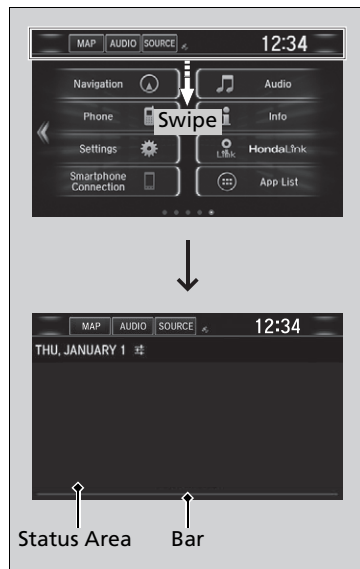 MAP AUDIO SOURCE 12:34
Navigation Audio
Phone Info
Swipe
Settings Link HondaLink
Smartphone
Connection App List
MAP AUDIO SOURCE 12:34
THU, JANUARY 1
Status Area Bar